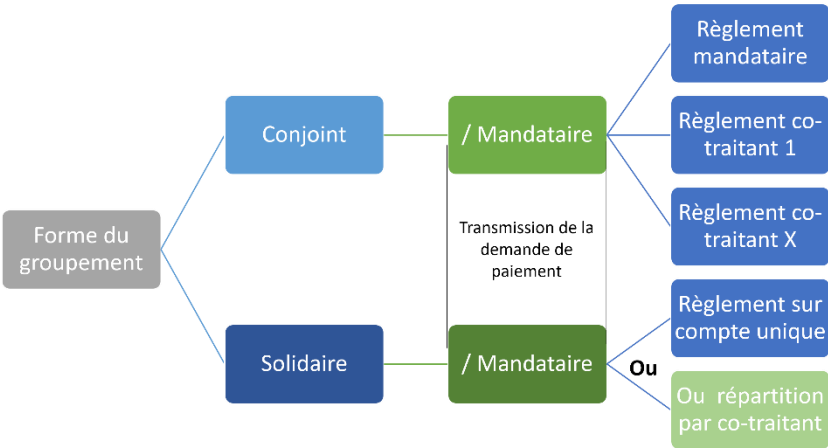 Forme du
groupement
Conjoint
/ Mandataire
Règlement
mandataire
Règlement co-
traitant 1
Règlement co-
traitant X
Transmission de la
demande de
paiement
Solidaire
/ Mandataire
Ou
Règlement sur
compte unique
Ou répartition
par co-traitant